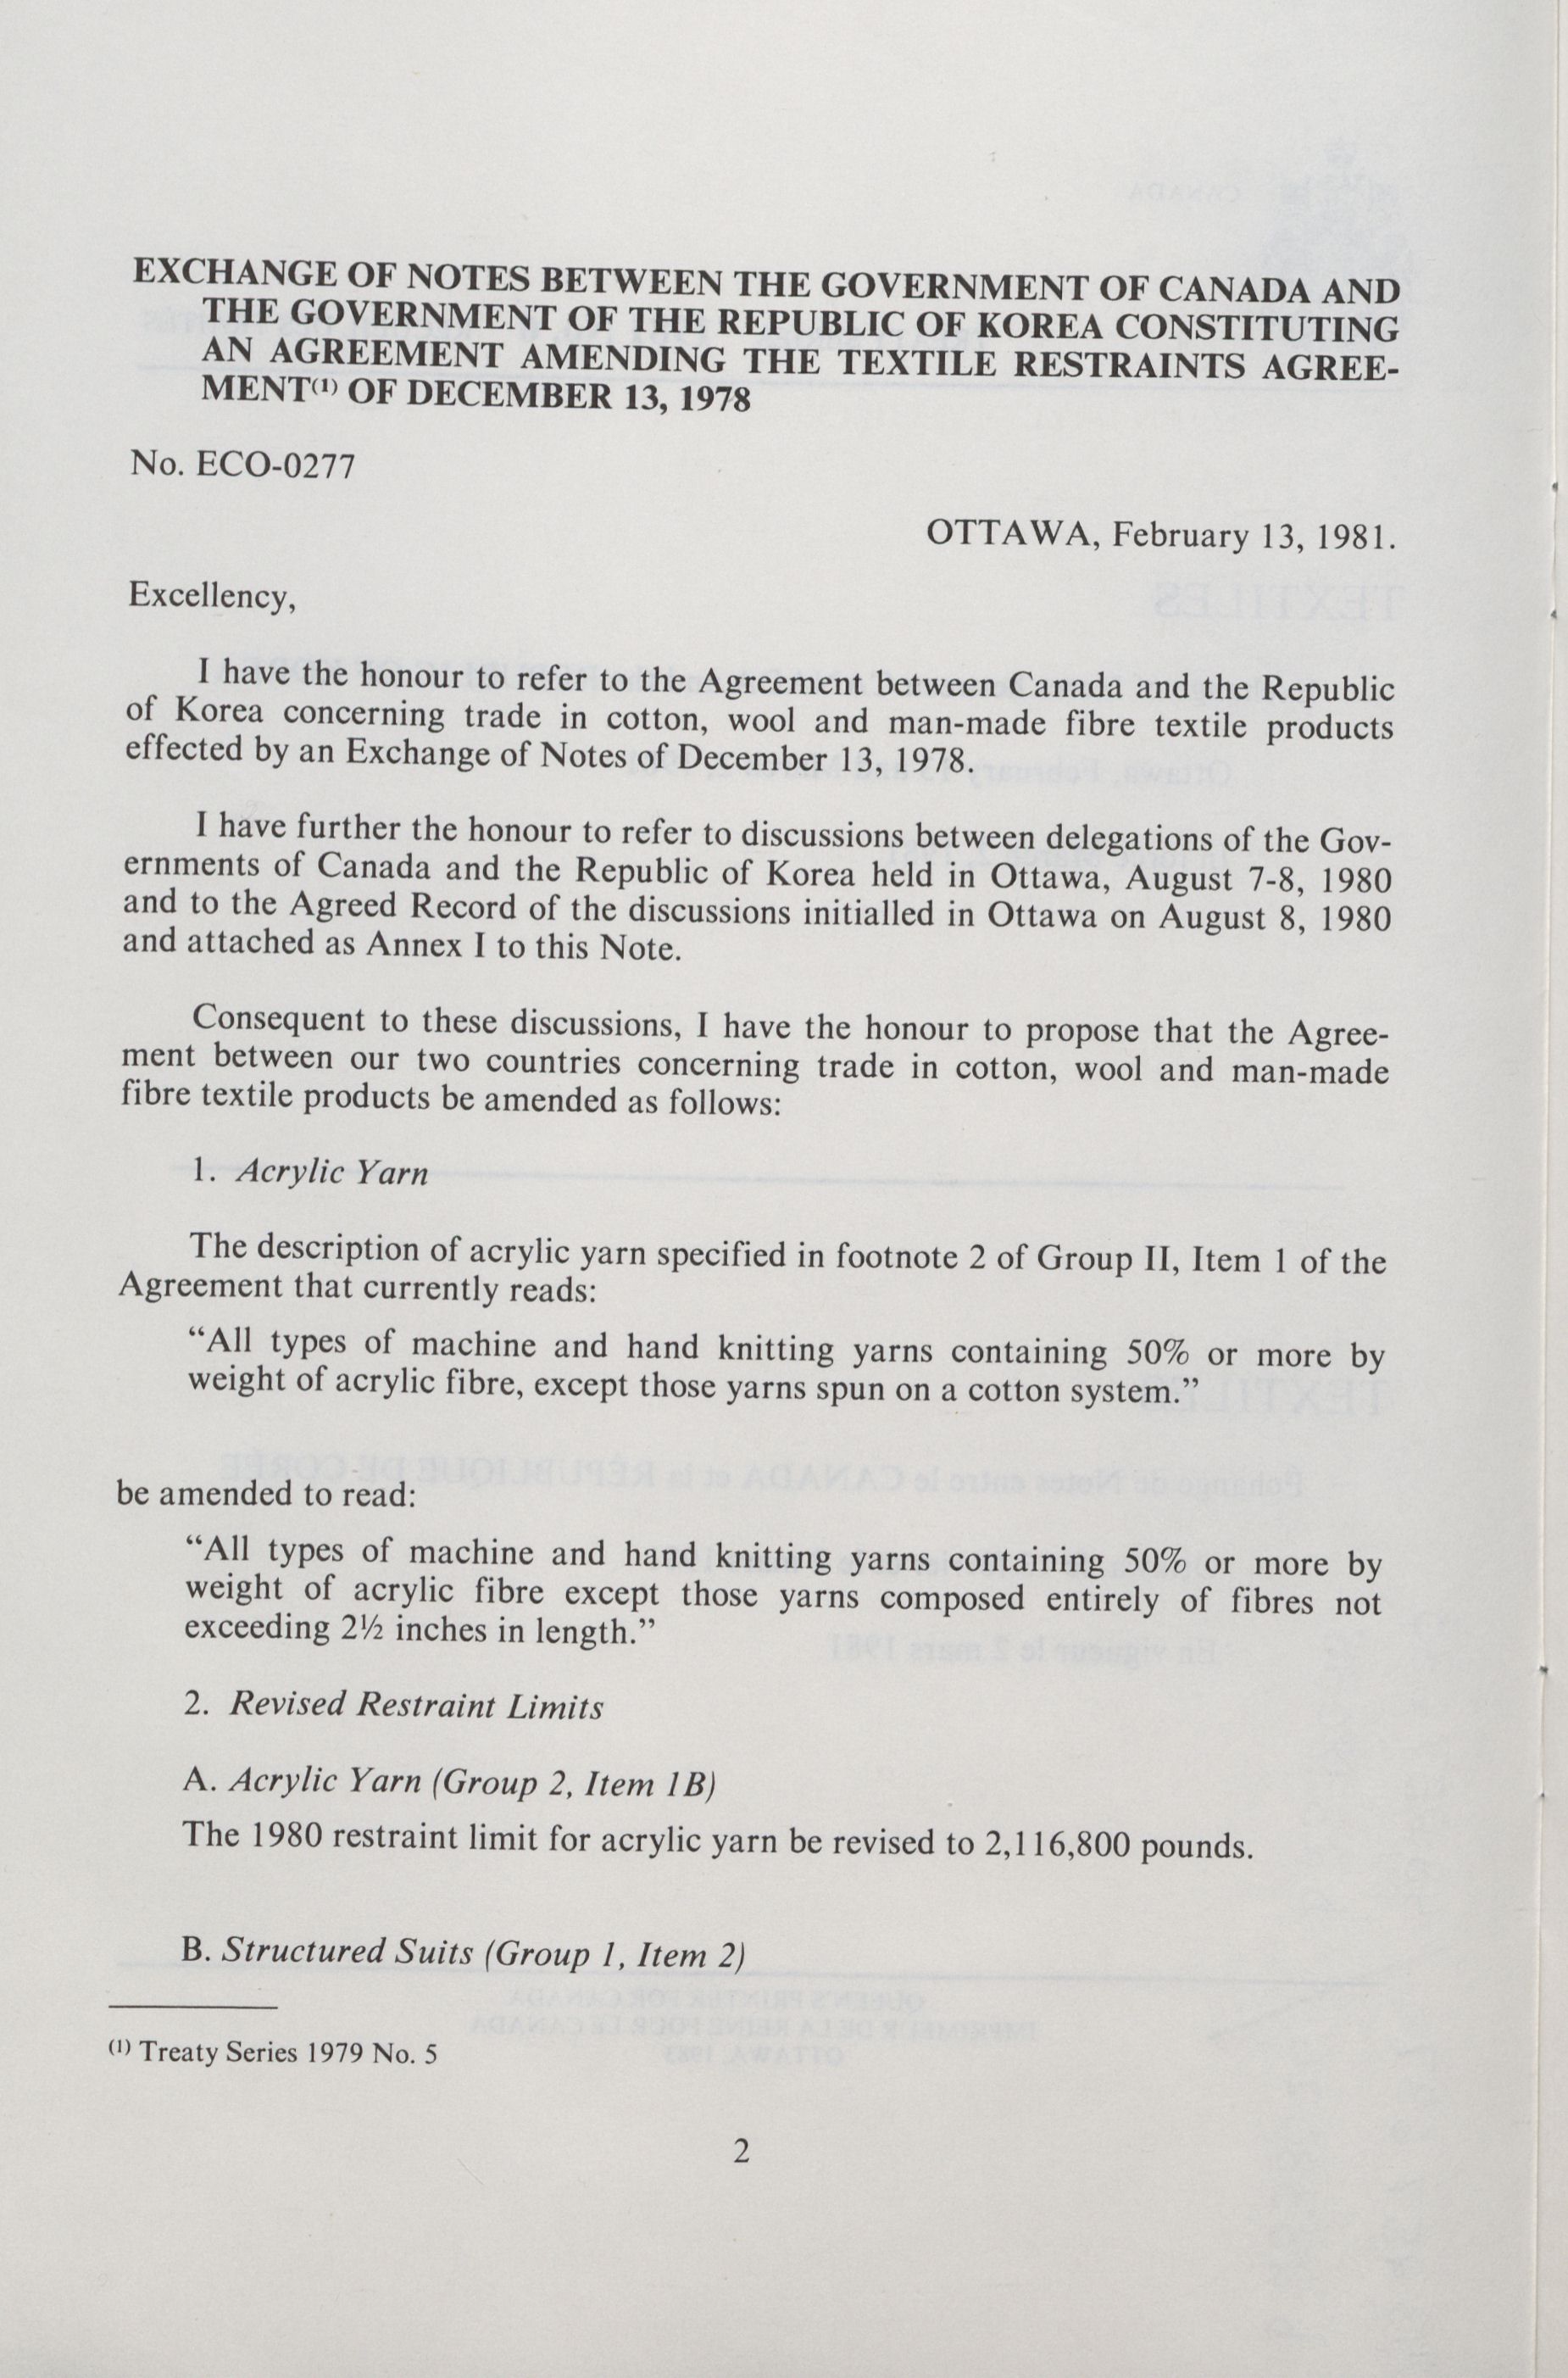 EXCHANGE OF NOTES BETWEEN THE GOVERNMENT OF CANADA AND
THE GOVERNMENT OF THE REPUBLIC OF KOREA CONSTITUTING
AN AGREEMENT AMENDING THE TEXTILE RESTRAINTS AGREE-
MENT(1) OF DECEMBER 13, 1978
No. ECO-0277
OTTAWA, February 13, 1981.
Excellency,
I have the honour to refer to the Agreement between Canada and the Republic
of Korea concerning trade in cotton, wool and man-made fibre textile products
effected by an Exchange of Notes of December 13, 1978.
I have further the honour to refer to discussions between delegations of the Gov-
ernments of Canada and the Republic of Korea held in Ottawa, August 7-8, 1980
and to the Agreed Record of the discussions initialled in Ottawa on August 8, 1980
and attached as Annex I to this Note.
Consequent to these discussions, I have the honour to propose that the Agree-
ment between our two countries concerning trade in cotton, wool and man-made
fibre textile products be amended as follows:
1. Acrylic Yarn
The description of acrylic yarn specified in footnote 2 of Group II, Item 1 of the
Agreement that currently reads:
“All types of machine and hand knitting yarns containing 50% or more by
weight of acrylic fibre, except those yarns spun on a cotton system.”
be amended to read:
“All types of machine and hand knitting yarns containing 50% or more by
weight of acrylic fibre except those yarns composed entirely of fibres not
exceeding 2½ inches in length.”
2. Revised Restraint Limits
A. Acrylic Yarn (Group 2, Item 1B)
The 1980 restraint limit for acrylic yarn be revised to 2,116,800 pounds.
B. Structured Suits (Group 1, Item 2)
(1) Treaty Series 1979 No. 5
2